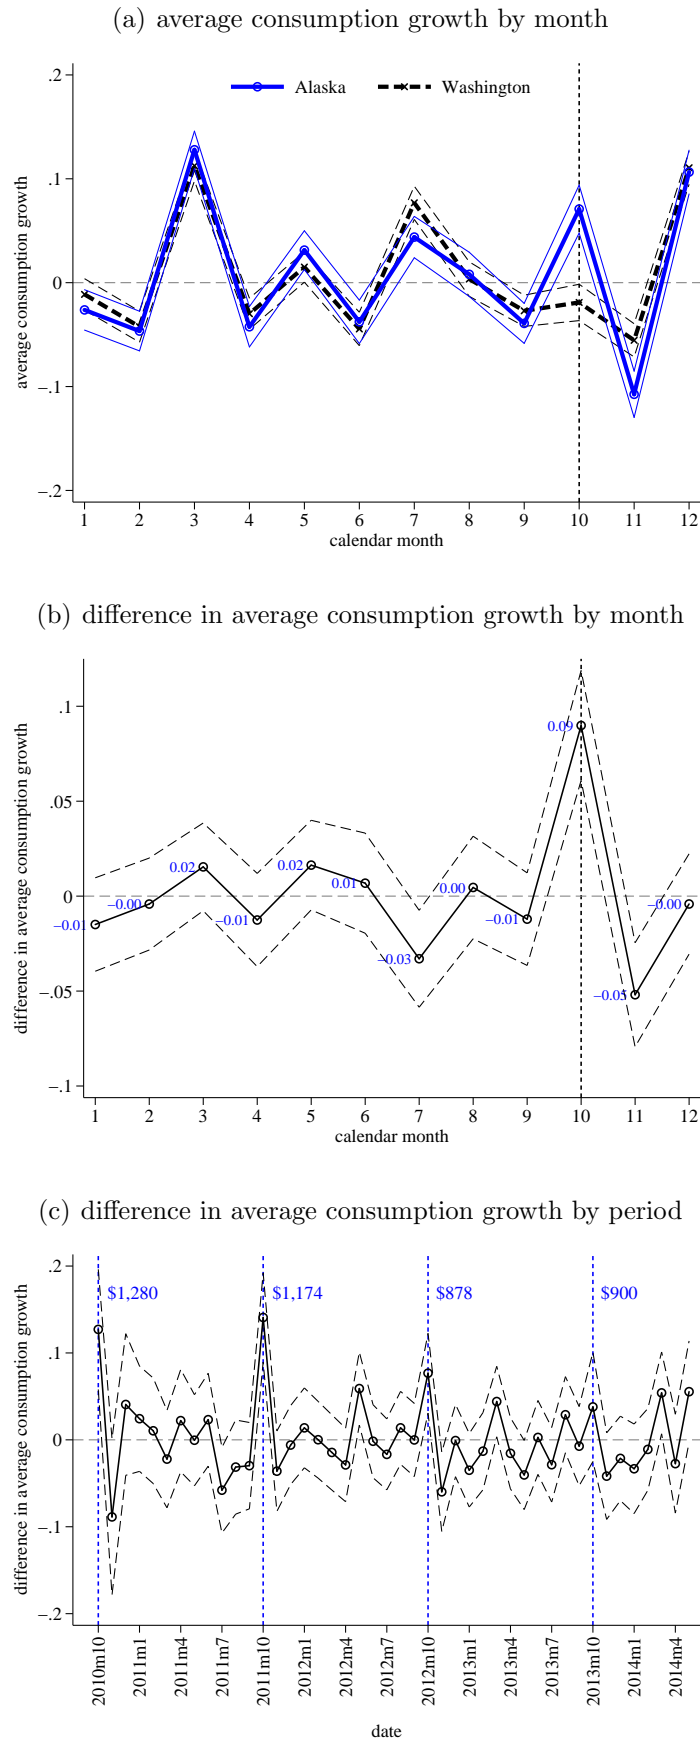 (a) average consumption growth by month
.2
.1
0
−.1
−.2
average consumption growth
Alaska
Washington
1 2 3 4 5 6 7 8 9 10 11 12
calendar month
(b) difference in average consumption growth by month
.1
.05
0
−.05
−.1
difference in average consumption growth
−0.01 −0.00 0.02 −0.01 0.02 0.01 −0.03 0.00 −0.01 0.09 −0.05 −0.00
1 2 3 4 5 6 7 8 9 10 11 12
calendar month
(c) difference in average consumption growth by period
.2
.1
0
−.1
−.2
difference in average consumption growth
$1,280 $1,174 $878 $900
2010m10 2011m1 2011m4 2011m7 2011m10 2012m1 2012m4 2012m7 2012m10 2013m1 2013m4 2013m7 2013m10 2014m1 2014m4
date